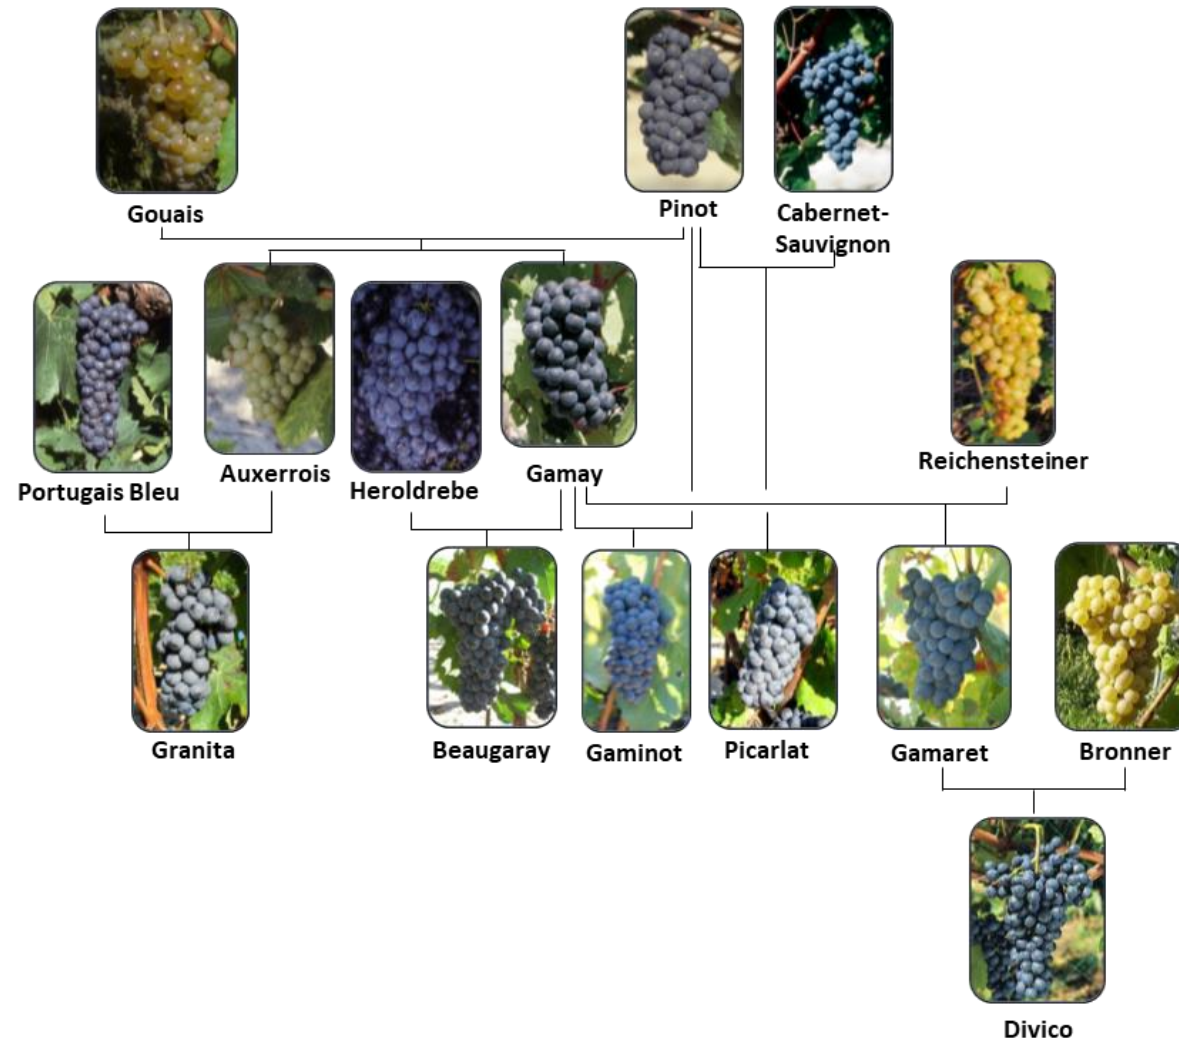 Gouais
Pinot
Cabernet-
Sauvignon
Portugais Bleu
Auxerrois
Heroldrebe
Gamay
Reichensteiner
Granita
Beaugaray
Gaminot
Picarlat
Gamaret
Bronner
Divico